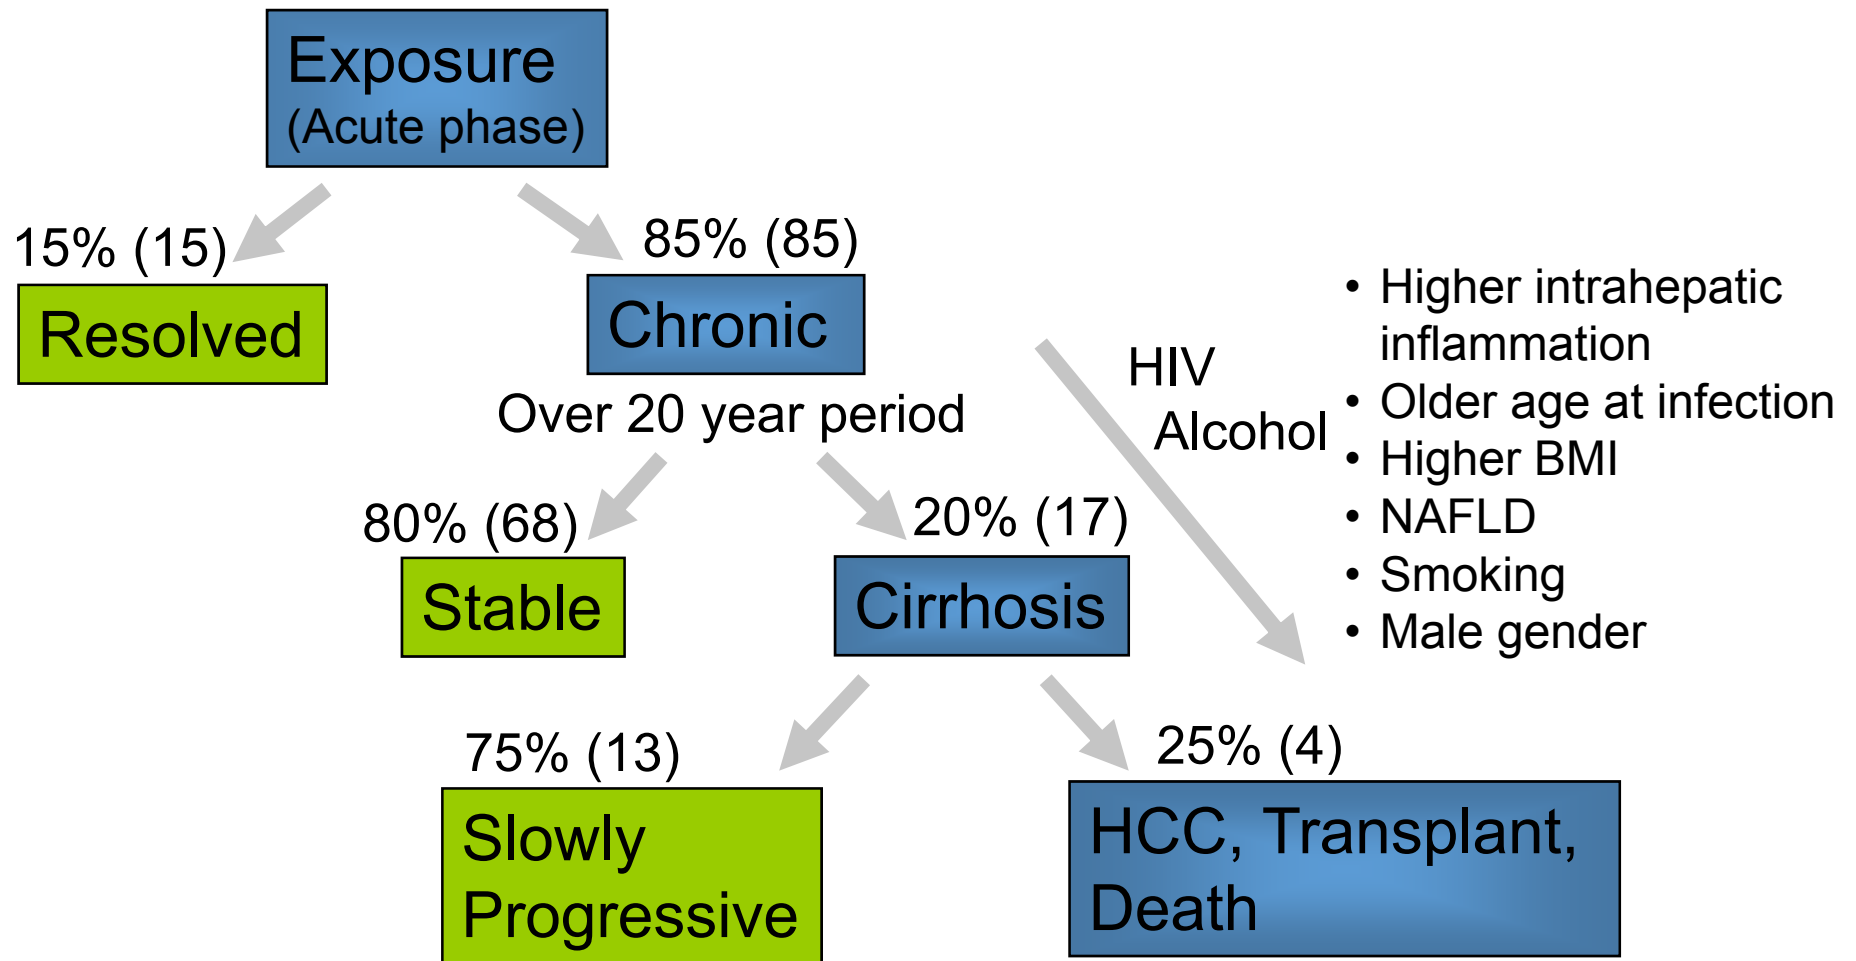 Exposure
(Acute phase)
15% (15)
85% (85)
Resolved
Chronic
Over 20 year period
80% (68)
20% (17)
Stable
Cirrhosis
75% (13)
25% (4)
Slowly
Progressive
HCC, Transplant,
Death
HIV
Alcohol
• Higher intrahepatic
inflammation
• Older age at infection
• Higher BMI
• NAFLD
• Smoking
• Male gender